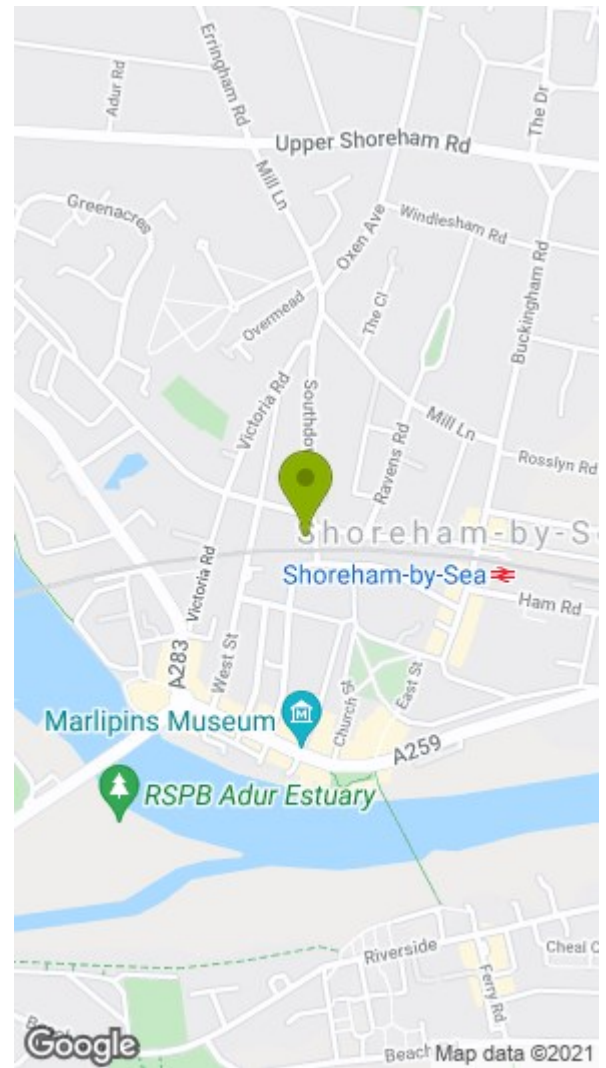 Erringham Rd
Adur Rd
The Dr
Upper Shoreham Rd
Mill Ln
Greenacres
Oxen Ave
Windlesham Rd
Buckingham Rd
Overmead
The Cl
Victoria Rd
Mill Ln
Ravens Rd
Rosslyn Rd
Shoreham-by-Se
Shoreham-by-Sea
Victoria Rd
Ham Rd
A283
West St
East St
Church St
Marlipins Museum
M
A259
RSPB Adur Estuary
Riverside
Cheal C
Ferry Rd
Google
Beach
Map data ©2021